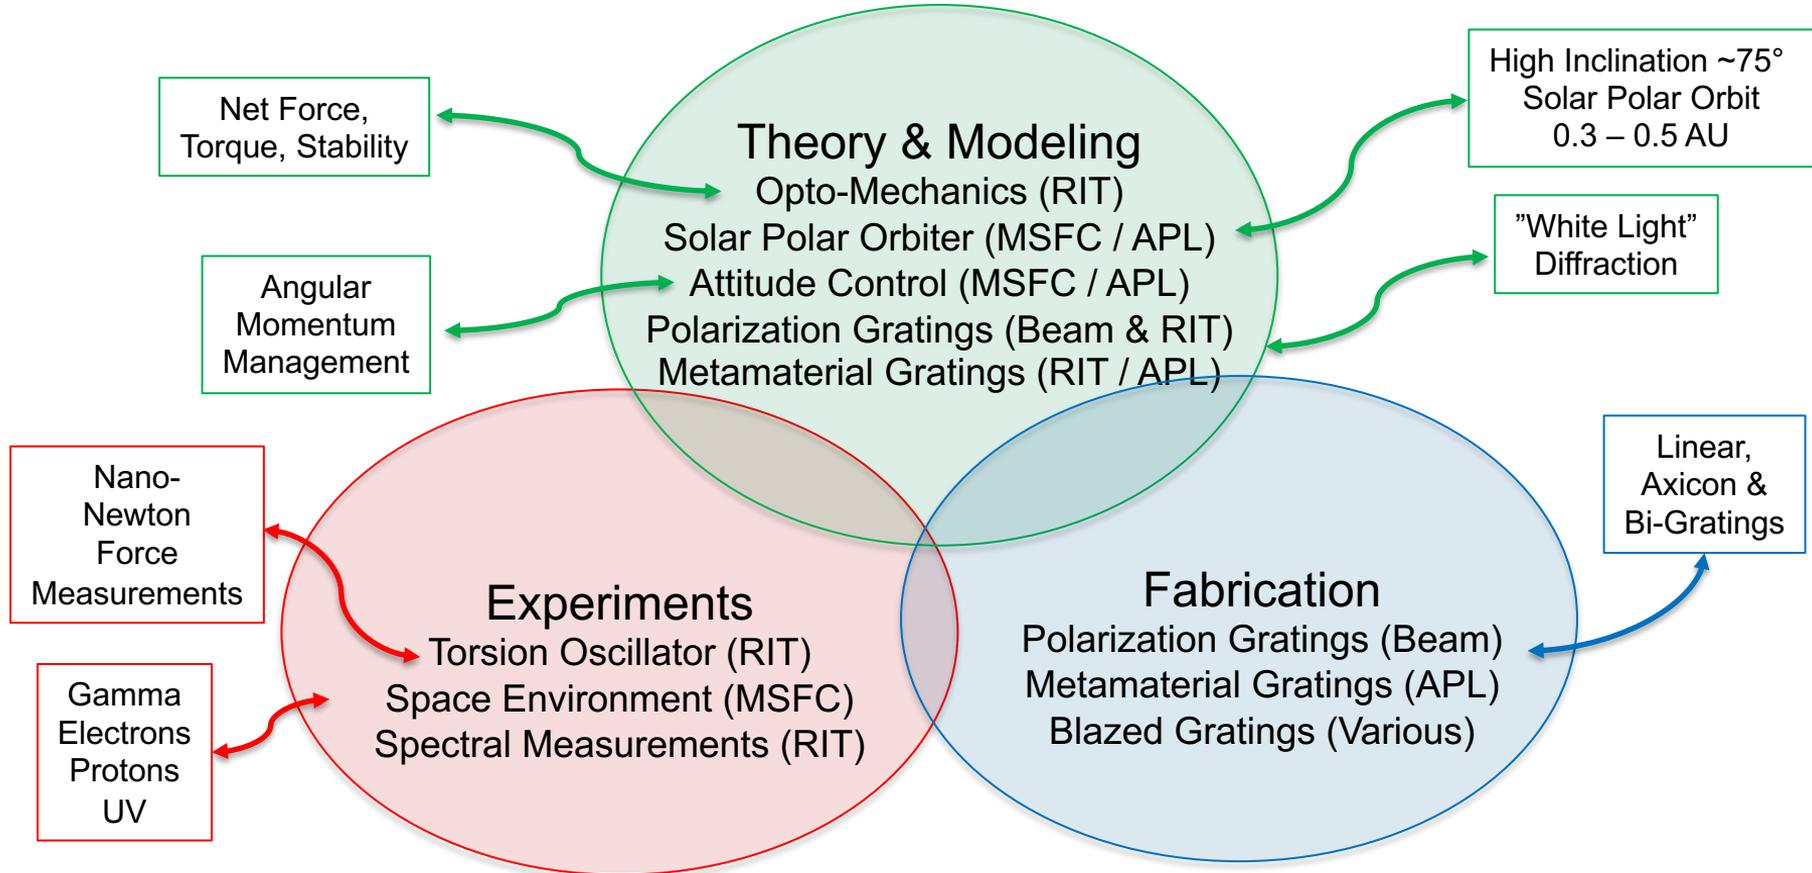 Net Force,
Torque, Stability
Angular
Momentum
Management
Theory & Modeling
Opto-Mechanics (RIT)
Solar Polar Orbiter (MSFC / APL)
Attitude Control (MSFC / APL)
Polarization Gratings (Beam & RIT)
Metamaterial Gratings (RIT / APL)
High Inclination ~75°
Solar Polar Orbit
0.3 – 0.5 AU
”White Light”
Diffraction
Nano-
Newton
Force
Measurements
Gamma
Electrons
Protons
UV
Experiments
Torsion Oscillator (RIT)
Space Environment (MSFC)
Spectral Measurements (RIT)
Fabrication
Polarization Gratings (Beam)
Metamaterial Gratings (APL)
Blazed Gratings (Various)
Linear,
Axicon &
Bi-Gratings